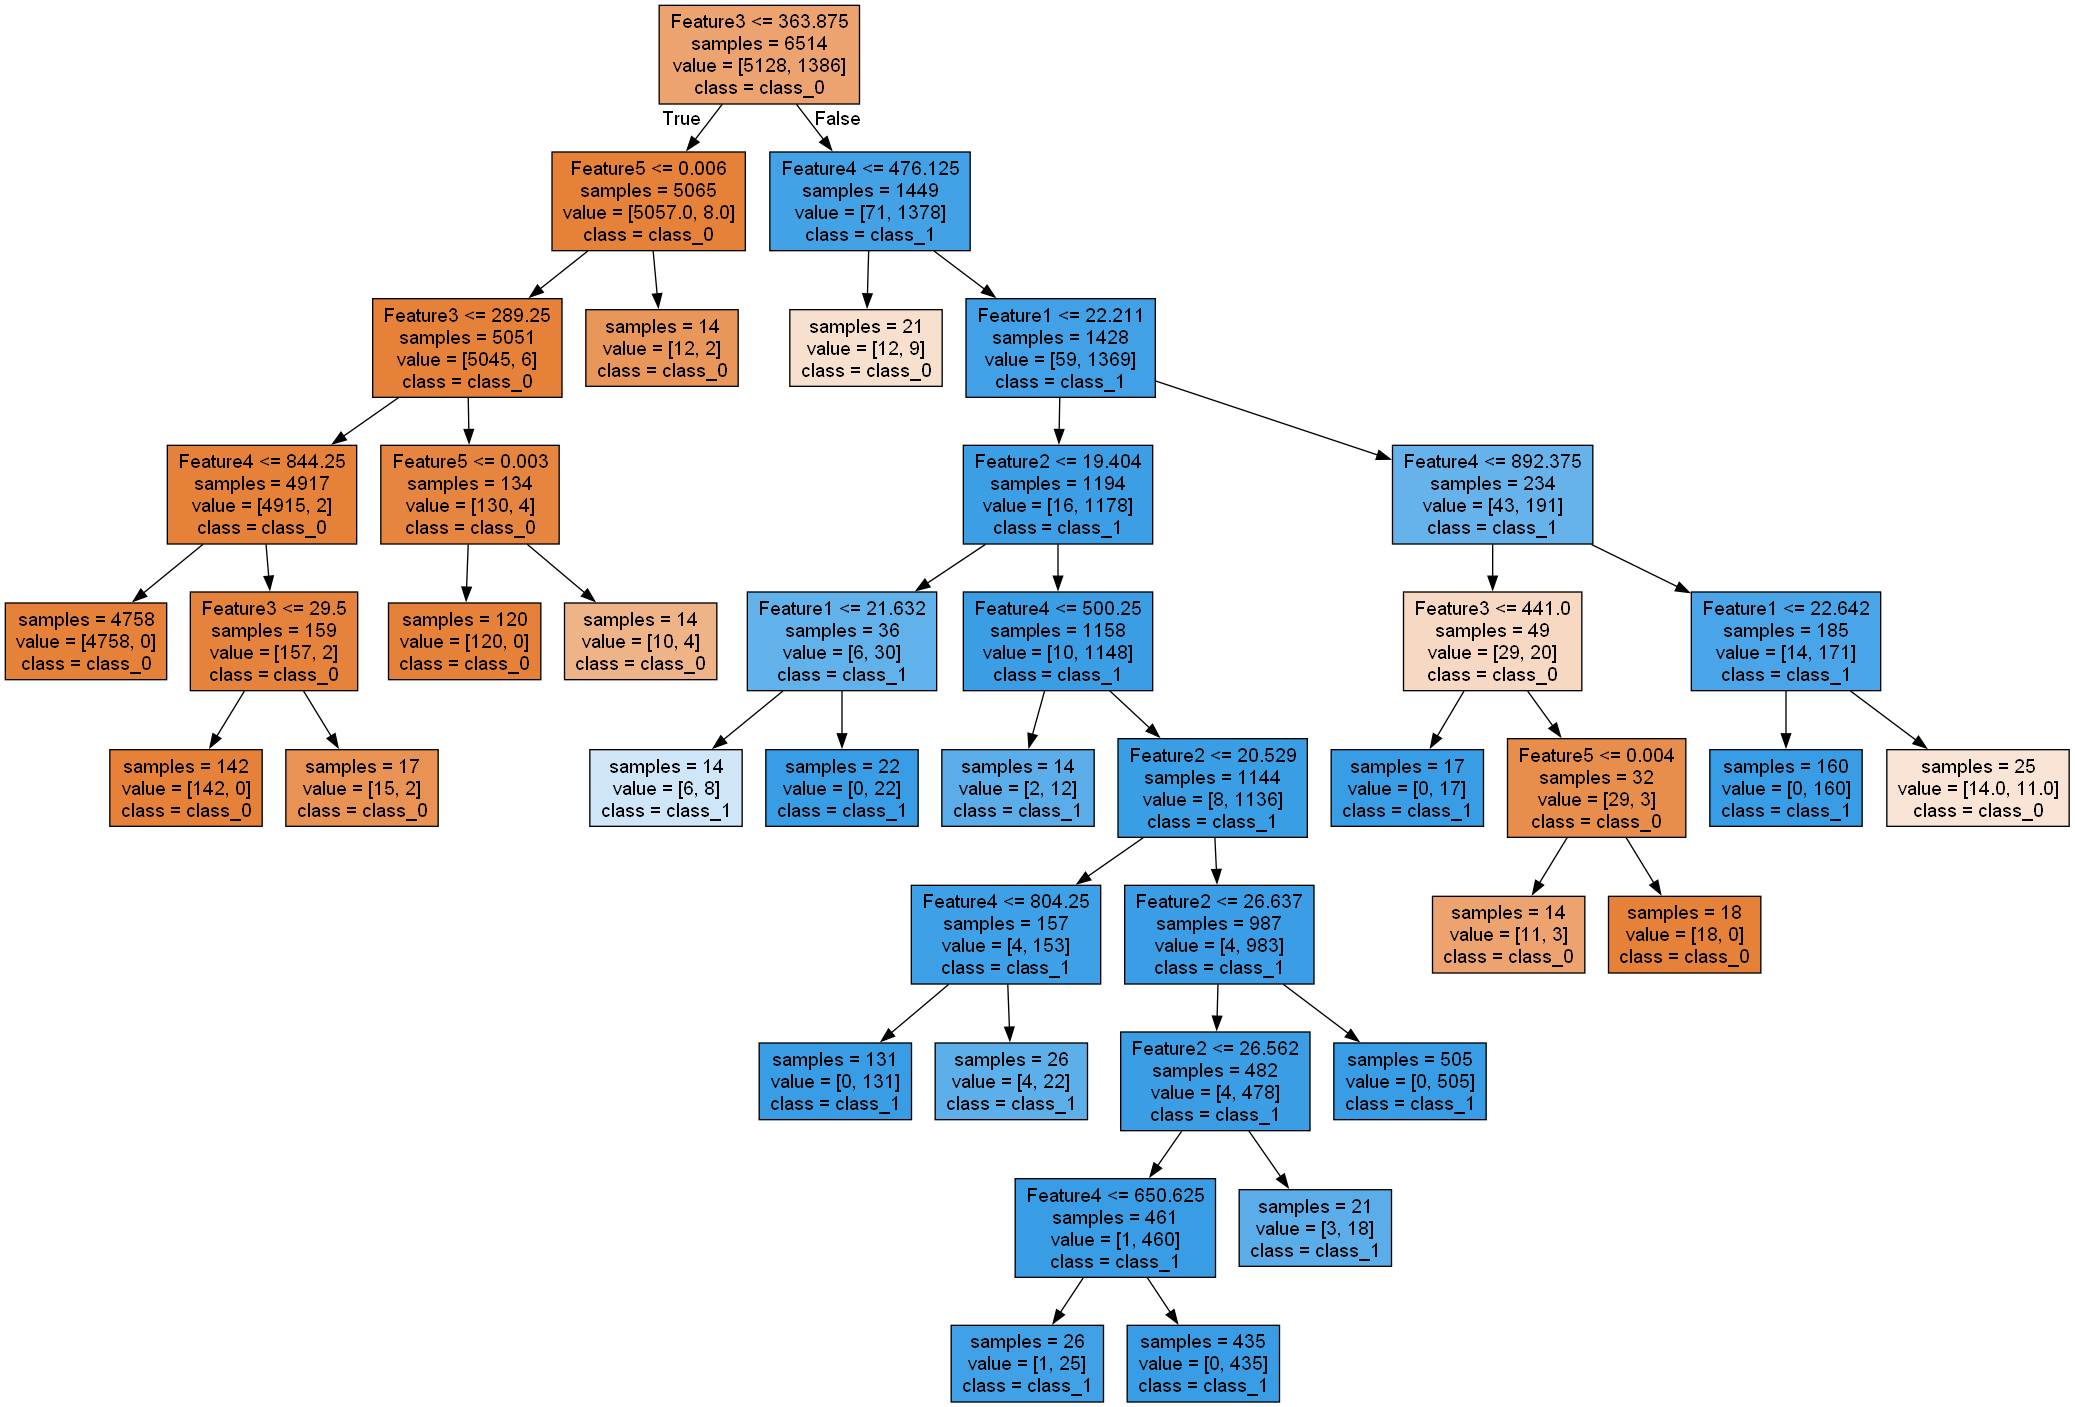 Feature3 <= 363.875
samples = 6514
value = [5128, 1386]
class = class_0
True
False
Feature5 <= 0.006
samples = 5065
value = [5057.0, 8.0]
class = class_0
Feature4 <= 476.125
samples = 1449
value = [71, 1378]
class = class_1
Feature3 <= 289.25
samples = 5051
value = [5045, 6]
class = class_0
samples = 14
value = [12, 2]
class = class_0
samples = 21
value = [12, 9]
class = class_0
Feature1 <= 22.211
samples = 1428
value = [59, 1369]
class = class_1
Feature4 <= 844.25
samples = 4917
value = [4915, 2]
class = class_0
Feature5 <= 0.003
samples = 134
value = [130, 4]
class = class_0
Feature2 <= 19.404
samples = 1194
value = [16, 1178]
class = class_1
Feature4 <= 892.375
samples = 234
value = [43, 191]
class = class_1
samples = 4758
value = [4758, 0]
class = class_0
Feature3 <= 29.5
samples = 159
value = [157, 2]
class = class_0
samples = 120
value = [120, 0]
class = class_0
samples = 14
value = [10, 4]
class = class_0
Feature1 <= 21.632
samples = 36
value = [6, 30]
class = class_1
Feature4 <= 500.25
samples = 1158
value = [10, 1148]
class = class_1
Feature3 <= 441.0
samples = 49
value = [29, 20]
class = class_0
Feature1 <= 22.642
samples = 185
value = [14, 171]
class = class_1
samples = 142
value = [142, 0]
class = class_0
samples = 17
value = [15, 2]
class = class_0
samples = 14
value = [6, 8]
class = class_1
samples = 22
value = [0, 22]
class = class_1
samples = 14
value = [2, 12]
class = class_1
Feature2 <= 20.529
samples = 1144
value = [8, 1136]
class = class_1
samples = 17
value = [0, 17]
class = class_1
Feature5 <= 0.004
samples = 32
value = [29, 3]
class = class_0
samples = 160
value = [0, 160]
class = class_1
samples = 25
value = [14.0, 11.0]
class = class_0
Feature4 <= 804.25
samples = 157
value = [4, 153]
class = class_1
Feature2 <= 26.637
samples = 987
value = [4, 983]
class = class_1
samples = 14
value = [11, 3]
class = class_0
samples = 18
value = [18, 0]
class = class_0
samples = 131
value = [0, 131]
class = class_1
samples = 26
value = [4, 22]
class = class_1
Feature2 <= 26.562
samples = 482
value = [4, 478]
class = class_1
samples = 505
value = [0, 505]
class = class_1
Feature4 <= 650.625
samples = 461
value = [1, 460]
class = class_1
samples = 21
value = [3, 18]
class = class_1
samples = 26
value = [1, 25]
class = class_1
samples = 435
value = [0, 435]
class = class_1